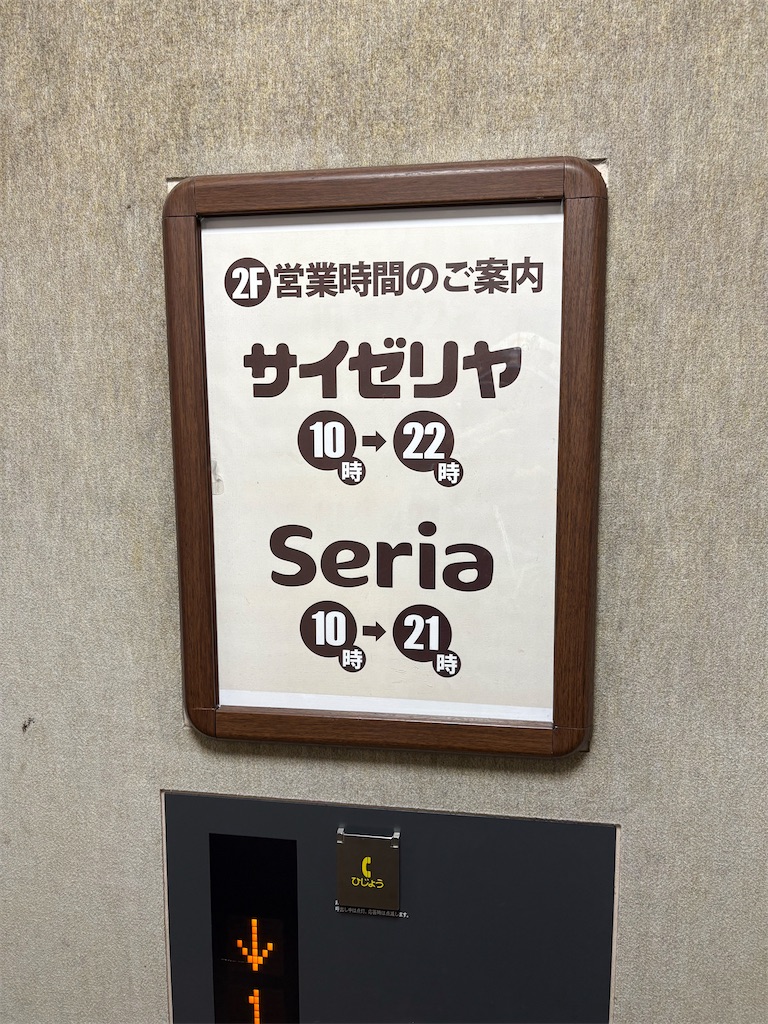 2F 営業時間のご案内
サイゼリヤ
10時 → 22時
Seria
10時 → 21時
ひじょう
1